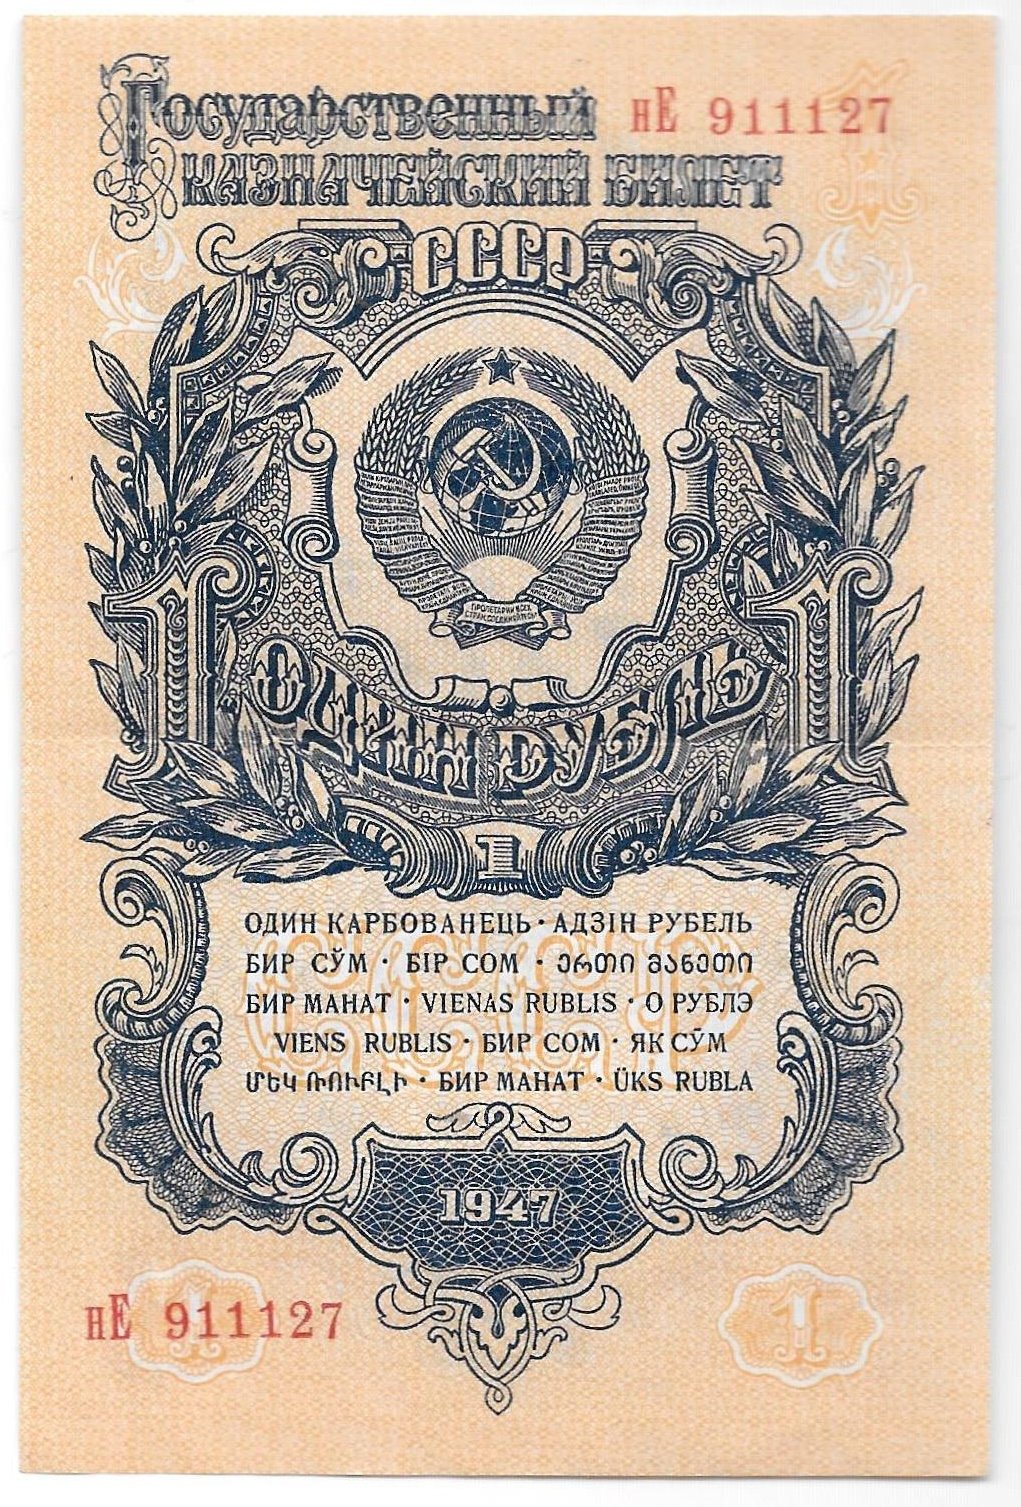 Государственный нЕ 911127
казначейский билет
СССР
1 1
ОДИН РУБЛЬ
1
ОДИН КАРБОВАНЕЦЬ · АДЗІН РУБЕЛЬ
БИР СЎМ · БІР СОМ · ერთი მანეთი
БИР МАНАТ · VIENAS RUBLIS · О РУБЛЭ
VIENS RUBLIS · БИР СОМ · ЯК СӮМ
ՄԵԿ ՌՈՒԲԼԻ · БИР МАНАТ · ÜKS RUBLA
1947
нЕ 911127
1 1
ПРОЛЕТАРИИ ВСЕХ
СТРАН, СОЕДИНЯЙТЕСЬ!